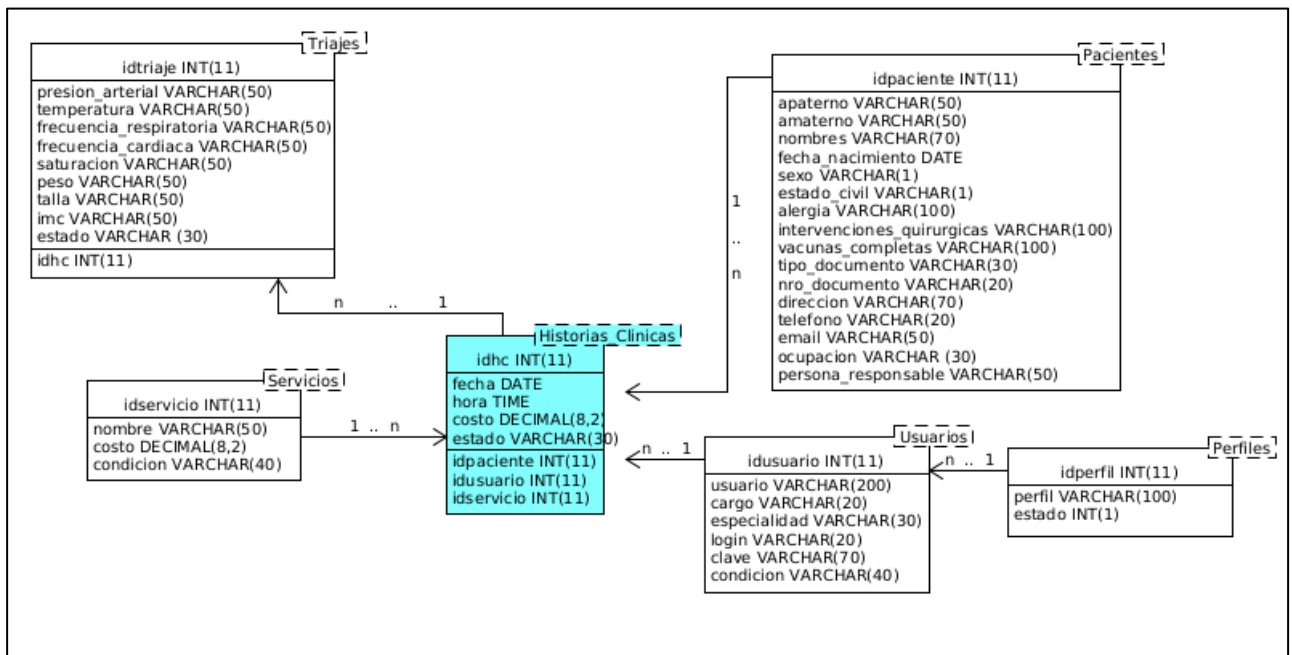 Triajes
idtriaje INT(11)
presion_arterial VARCHAR(50)
temperatura VARCHAR(50)
frecuencia_respiratoria VARCHAR(50)
frecuencia_cardiaca VARCHAR(50)
saturacion VARCHAR(50)
peso VARCHAR(50)
talla VARCHAR(50)
imc VARCHAR(50)
estado VARCHAR (30)
idhc INT(11)
Pacientes
idpaciente INT(11)
apaterno VARCHAR(50)
amaterno VARCHAR(50)
nombres VARCHAR(70)
fecha_nacimiento DATE
sexo VARCHAR(1)
estado_civil VARCHAR(1)
alergia VARCHAR(100)
intervenciones_quirurgicas VARCHAR(100)
vacunas_completas VARCHAR(100)
tipo_documento VARCHAR(30)
nro_documento VARCHAR(20)
direccion VARCHAR(70)
telefono VARCHAR(20)
email VARCHAR(50)
ocupacion VARCHAR (30)
persona_responsable VARCHAR(50)
1
..
n
n .. 1
Historias_Clinicas
idhc INT(11)
fecha DATE
hora TIME
costo DECIMAL(8,2)
estado VARCHAR(30)
idpaciente INT(11)
idusuario INT(11)
idservicio INT(11)
Servicios
idservicio INT(11)
nombre VARCHAR(50)
costo DECIMAL(8,2)
condicion VARCHAR(40)
1 .. n
n .. 1
Usuarios
idusuario INT(11)
usuario VARCHAR(200)
cargo VARCHAR(20)
especialidad VARCHAR(30)
login VARCHAR(20)
clave VARCHAR(70)
condicion VARCHAR(40)
n .. 1
Perfiles
idperfil INT(11)
perfil VARCHAR(100)
estado INT(1)